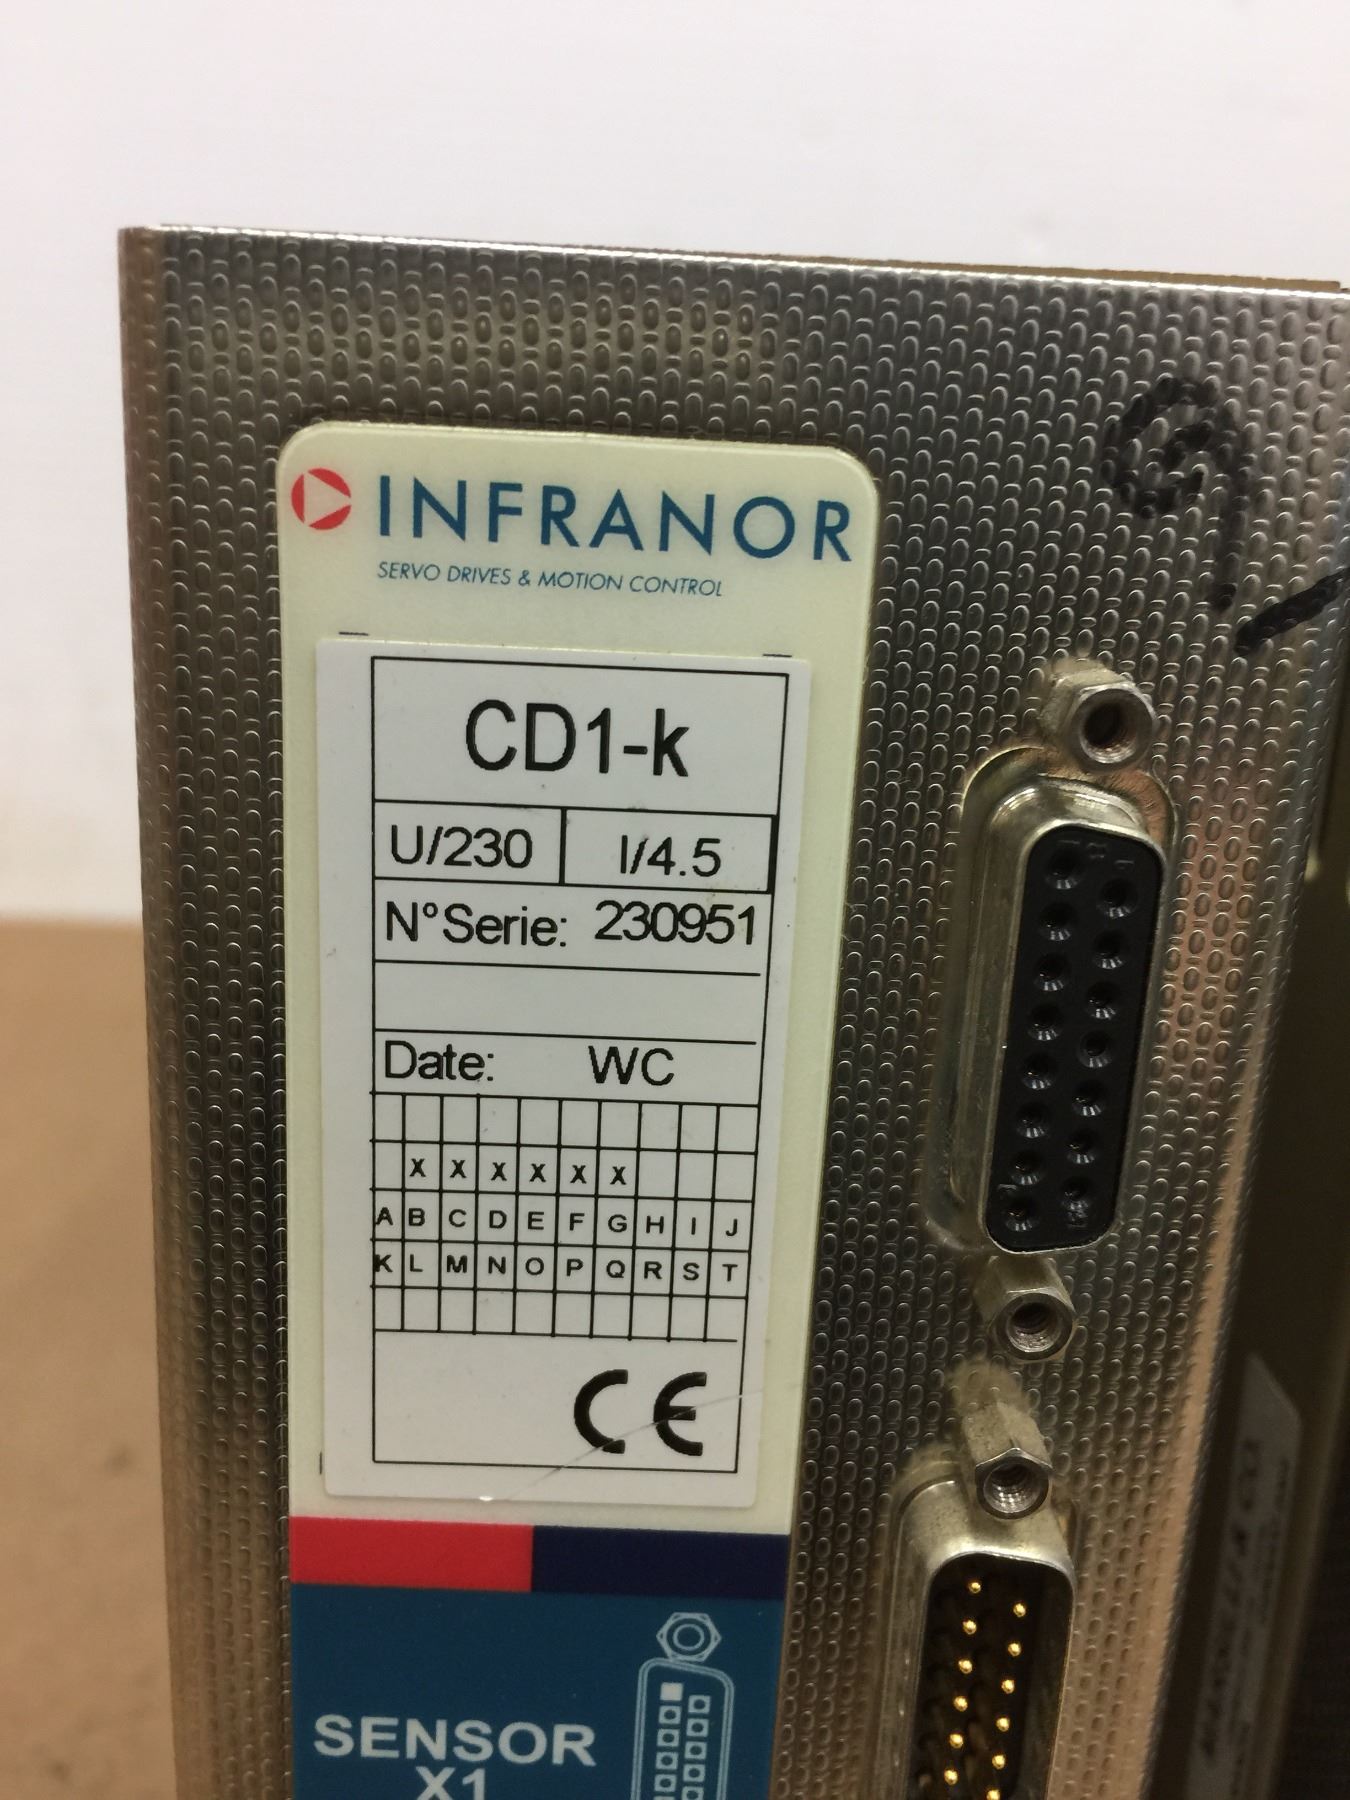 INFRANOR
SERVO DRIVES & MOTION CONTROL
CD1-k
U/230 I/4.5
N°Serie: 230951
Date: WC
X X X X X X
A B C D E F G H I J
K L M N O P Q R S T
CE
SENSOR
X1